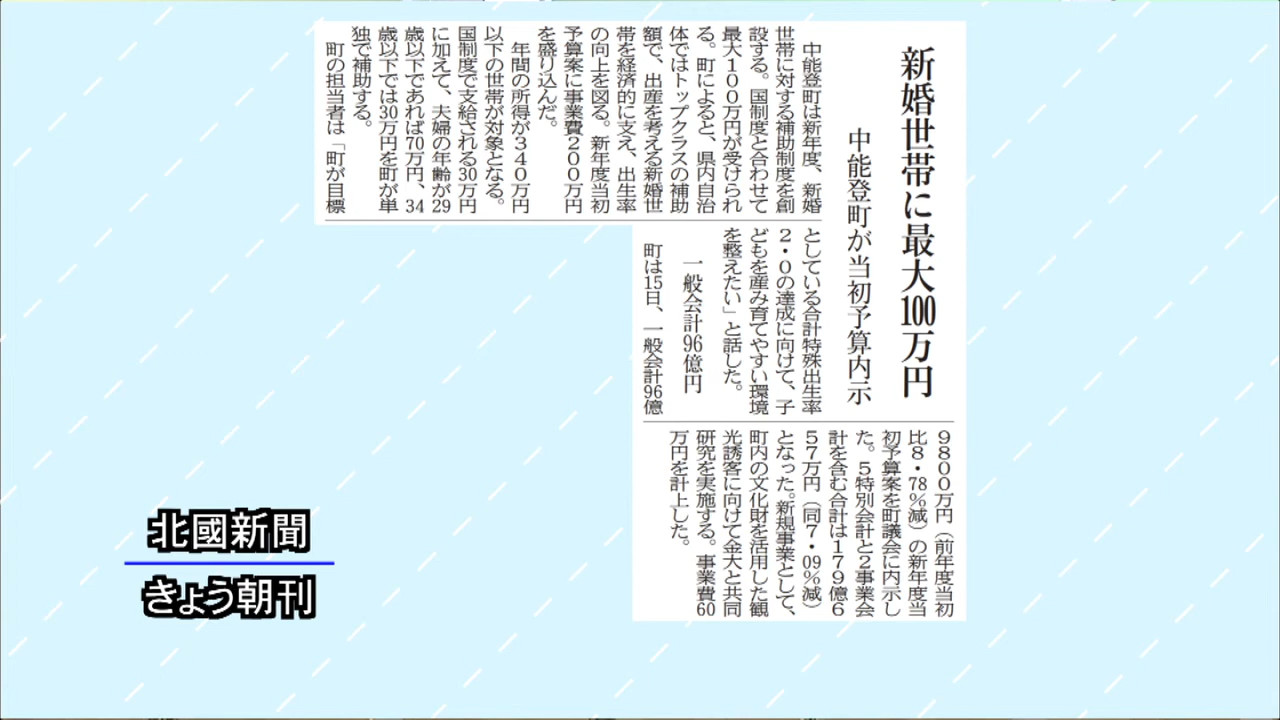 新婚世帯に最大100万円
中能登町が当初予算内示
中能登町は新年度、新婚
世帯に対する補助制度を創
設する。国制度と合わせて
最大100万円が受けられ
る。町によると、県内自治
体ではトップクラスの補助
額で、出産を考える新婚世
帯を経済的に支え、出生率
の向上を図る。新年度当初
予算案に事業費200万円
を盛り込んだ。
年間の所得が340万円
以下の世帯が対象となる。
国制度で支給される30万円
に加えて、夫婦の年齢が29
歳以下であれば70万円、34
歳以下では30万円を町が単
独で補助する。
町の担当者は「町が目標
としている合計特殊出生率
2・0の達成に向けて、子
どもを産み育てやすい環境
を整えたい」と話した。
一般会計96億円
町は15日、一般会計96億
9800万円(前年度当初
比8・78%減)の新年度当
初予算案を町議会に内示し
た。5特別会計と2事業会
計を含む合計は179億6
57万円(同7・09%減)
となった。新規事業として、
町内の文化財を活用した観
光誘客に向けて金大と共同
研究を実施する。事業費60
万円を計上した。
北國新聞
きょう朝刊